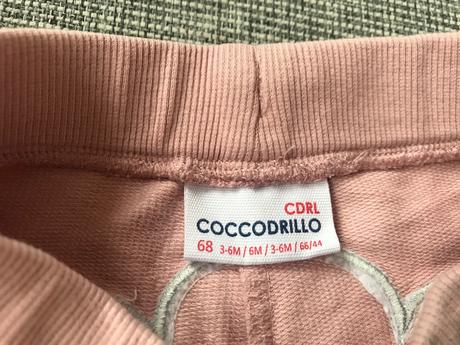 CDRL
COCCODRILLO
68 3-6M / 6M / 3-6M / 66/44